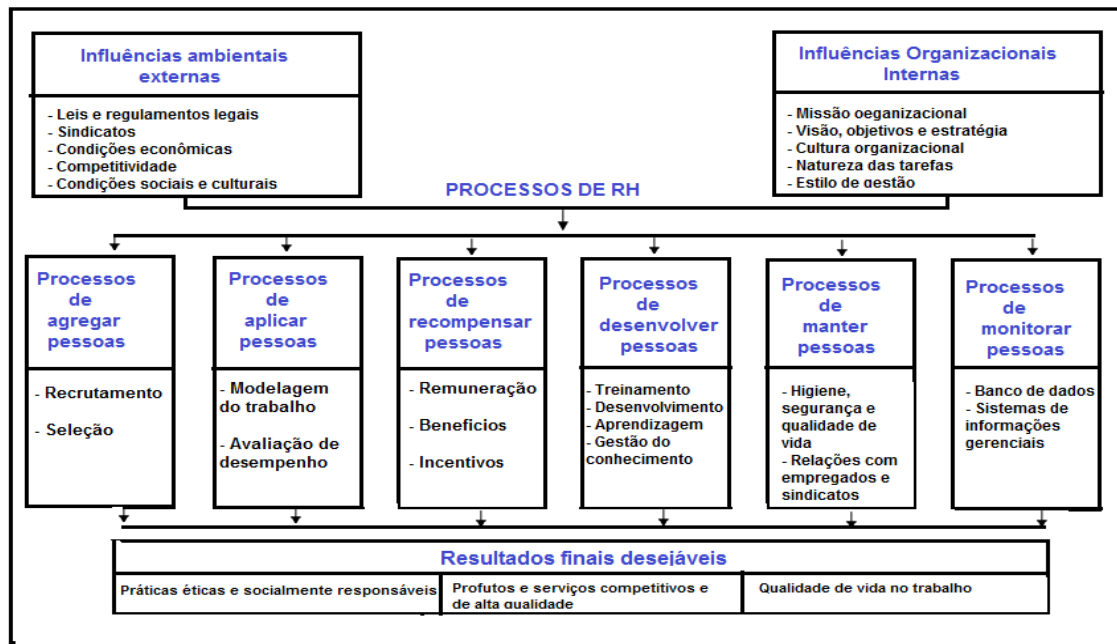 Influências ambientais
externas
- Leis e regulamentos legais
- Sindicatos
- Condições econômicas
- Competitividade
- Condições sociais e culturais
Influências Organizacionais
Internas
- Missão oeganizacional
- Visão, objetivos e estratégia
- Cultura organizacional
- Natureza das tarefas
- Estilo de gestão
PROCESSOS DE RH
Processos
de
agregar
pessoas
- Recrutamento
- Seleção
Processos
de
aplicar
pessoas
- Modelagem
do trabalho
- Avaliação de
desempenho
Processos
de
recompensar
pessoas
- Remuneração
- Beneficios
- Incentivos
Processos
de
desenvolver
pessoas
- Treinamento
- Desenvolvimento
- Aprendizagem
- Gestão do
conhecimento
Processos
de
manter
pessoas
- Higiene,
segurança e
qualidade de
vida
- Relações com
empregados e
sindicatos
Processos
de
monitorar
pessoas
- Banco de dados
- Sistemas de
informações
gerenciais
Resultados finais desejáveis
Práticas éticas e socialmente responsáveis
Profutos e serviços competitivos e
de alta qualidade
Qualidade de vida no trabalho